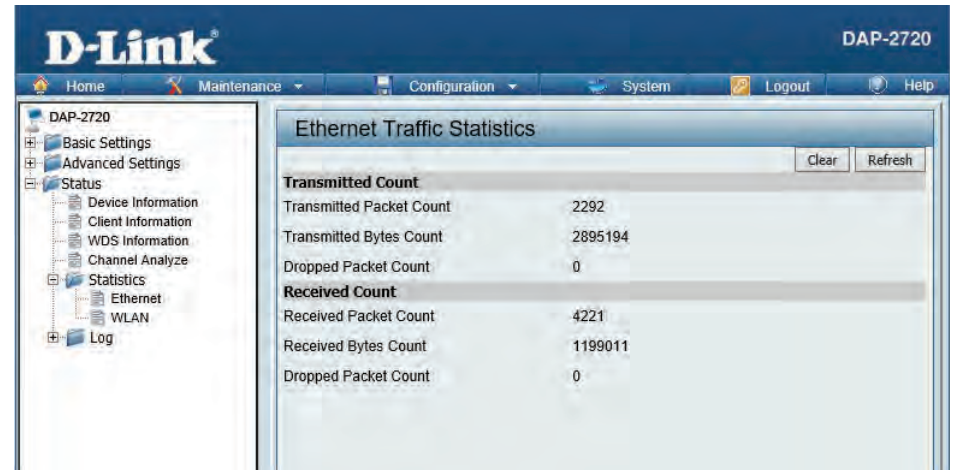 D-Link®
DAP-2720
Home Maintenance Configuration System Logout Help
DAP-2720
Basic Settings
Advanced Settings
Status
Device Information
Client Information
WDS Information
Channel Analyze
Statistics
Ethernet
WLAN
Log
Ethernet Traffic Statistics
Clear Refresh
Transmitted Count
Transmitted Packet Count 2292
Transmitted Bytes Count 2895194
Dropped Packet Count 0
Received Count
Received Packet Count 4221
Received Bytes Count 1199011
Dropped Packet Count 0